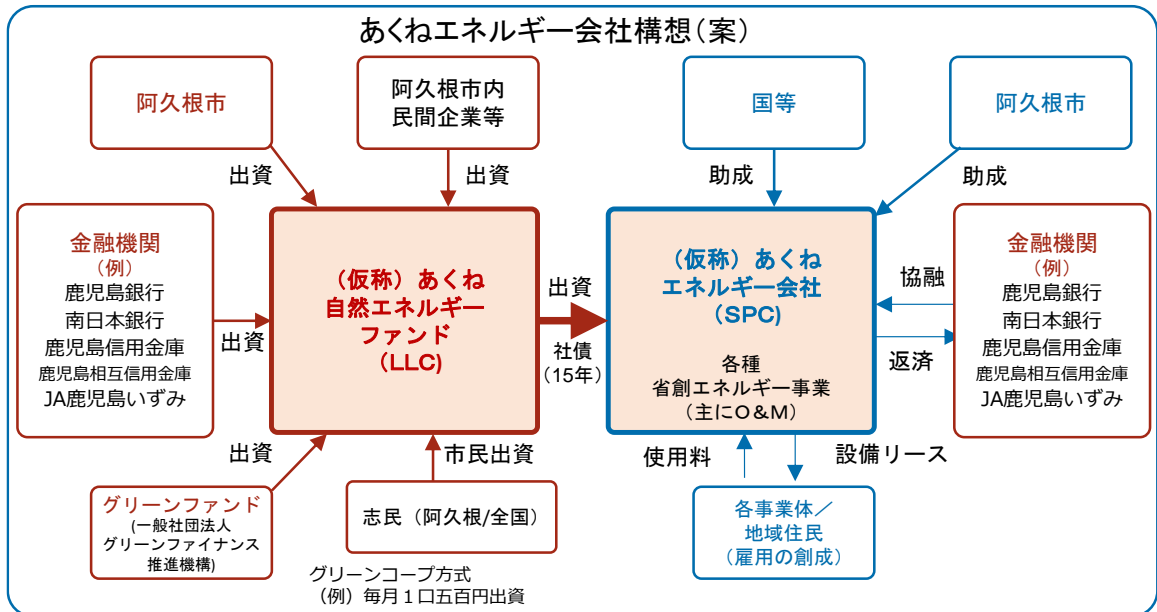 あくねエネルギー会社構想(案)
阿久根市
阿久根市内
民間企業等
国等
阿久根市
出資
出資
助成
助成
金融機関
（例）
鹿児島銀行
南日本銀行
鹿児島信用金庫
鹿児島相互信用金庫
JA鹿児島いずみ
出資
（仮称）あくね
自然エネルギー
ファンド
（LLC)
出資
社債
（15年）
（仮称）あくね
エネルギー会社
（SPC)
各種
省創エネルギー事業
（主にO＆M）
協融
返済
金融機関
（例）
鹿児島銀行
南日本銀行
鹿児島信用金庫
鹿児島相互信用金庫
JA鹿児島いずみ
出資
市民出資
使用料
設備リース
グリーンファンド
(一般社団法人
グリーンファイナンス
推進機構)
志民（阿久根/全国）
各事業体／
地域住民
（雇用の創成）
グリーンコープ方式
（例）毎月１口五百円出資